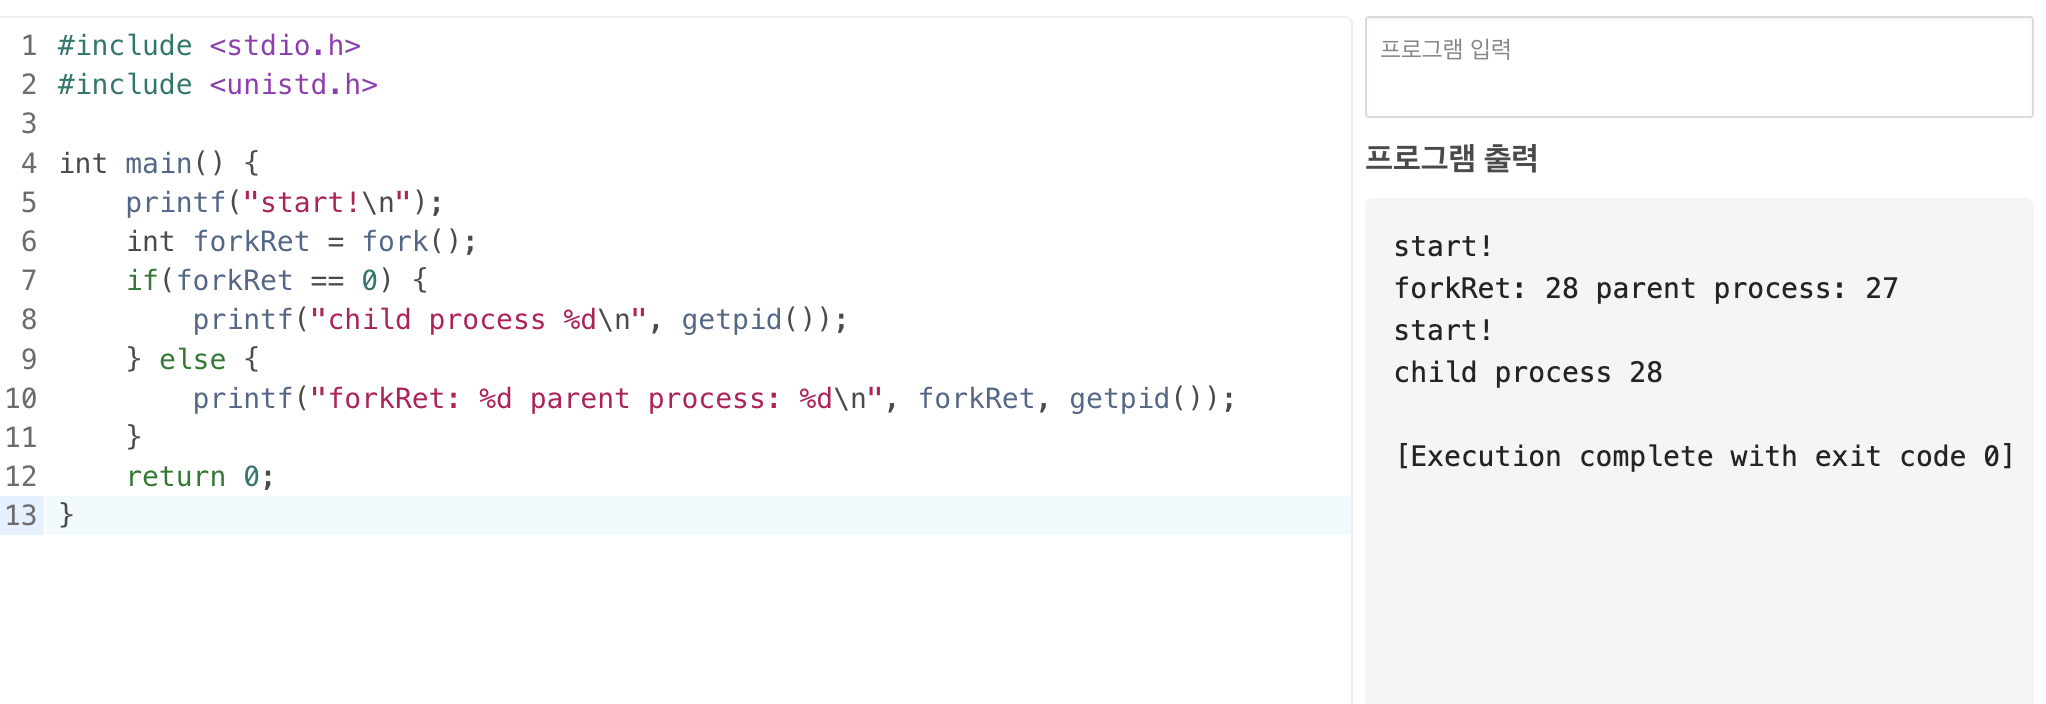 1 #include <stdio.h>
2 #include <unistd.h>
3
4 int main() {
5     printf("start!\n");
6     int forkRet = fork();
7     if(forkRet == 0) {
8         printf("child process %d\n", getpid());
9     } else {
10         printf("forkRet: %d parent process: %d\n", forkRet, getpid());
11     }
12     return 0;
13 }
프로그램 입력
프로그램 출력
start!
forkRet: 28 parent process: 27
start!
child process 28
[Execution complete with exit code 0]